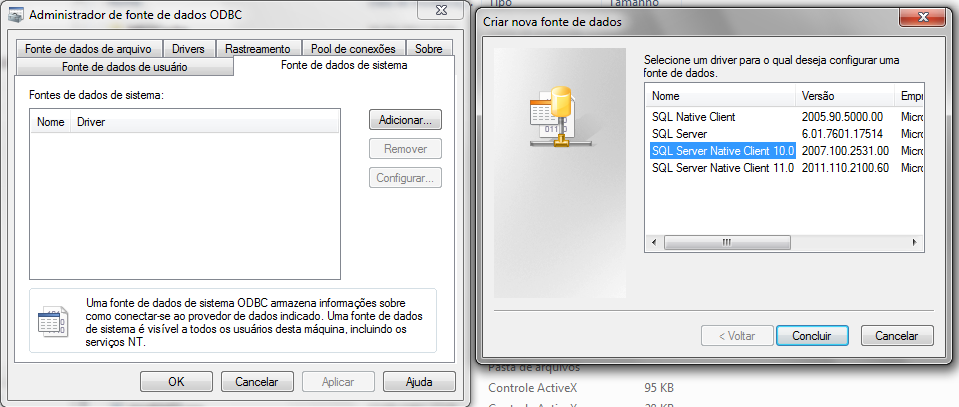 Tipo Tamanho
Administrador de fonte de dados ODBC
Fonte de dados de arquivo Drivers Rastreamento Pool de conexões Sobre
Fonte de dados de usuário Fonte de dados de sistema
Fontes de dados de sistema:
Nome Driver
Adicionar...
Remover
Configurar...
Uma fonte de dados de sistema ODBC armazena informações sobre
como conectar-se ao provedor de dados indicado. Uma fonte de dados
de sistema é visível a todos os usuários desta máquina, incluindo os
serviços NT.
OK Cancelar Aplicar Ajuda
Criar nova fonte de dados
Selecione um driver para o qual deseja configurar uma
fonte de dados.
Nome Versão Empr
SQL Native Client 2005.90.5000.00 Micro
SQL Server 6.01.7601.17514 Micro
SQL Server Native Client 10.0 2007.100.2531.00 Micro
SQL Server Native Client 11.0 2011.110.2100.60 Micro
< Voltar Concluir Cancelar
Pasta de arquivos
Controle ActiveX 95 KB